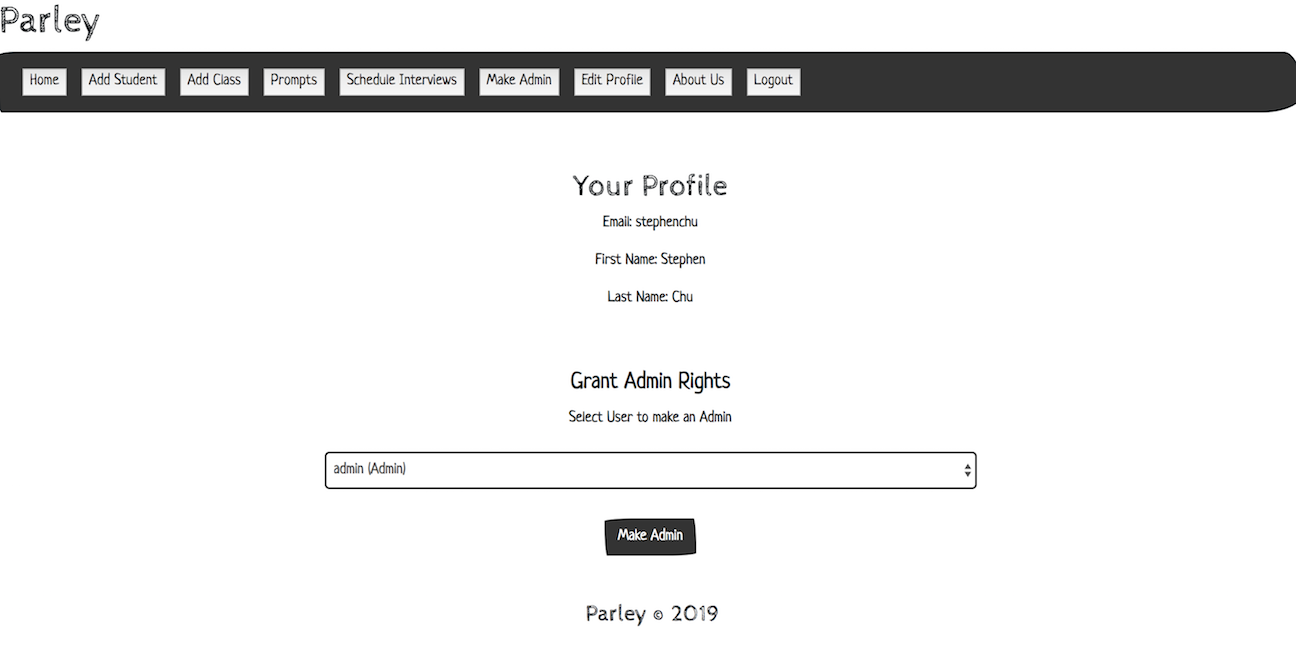 Parley
Home Add Student Add Class Prompts Schedule Interviews Make Admin Edit Profile About Us Logout
Your Profile
Email: stephenchu
First Name: Stephen
Last Name: Chu
Grant Admin Rights
Select User to make an Admin
admin (Admin)
Make Admin
Parley © 2019